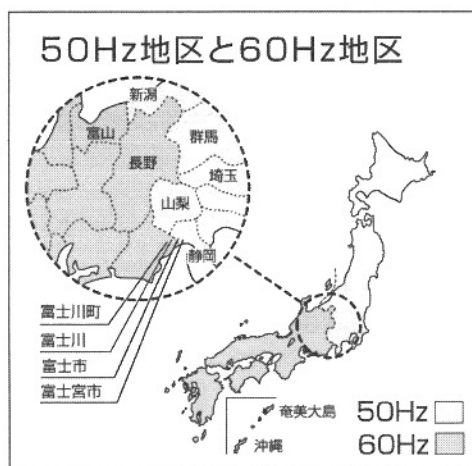 50Hz地区と60Hz地区
新潟
富山
群馬
長野
埼玉
山梨
静岡
富士川町
富士川
富士市
富士宮市
奄美大島
沖縄
50Hz
60Hz